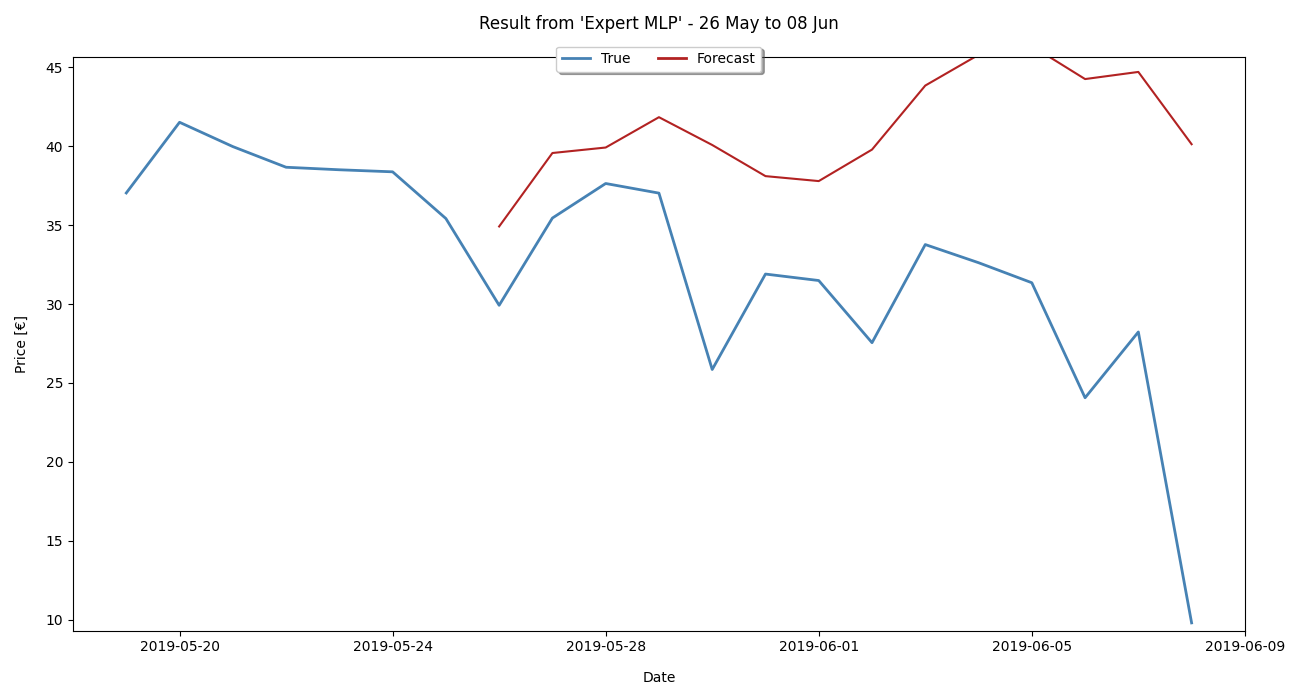 Result from 'Expert MLP' - 26 May to 08 Jun
True Forecast
45
40
35
30
25
20
15
10
Price [€]
2019-05-20 2019-05-24 2019-05-28 2019-06-01 2019-06-05 2019-06-09
Date